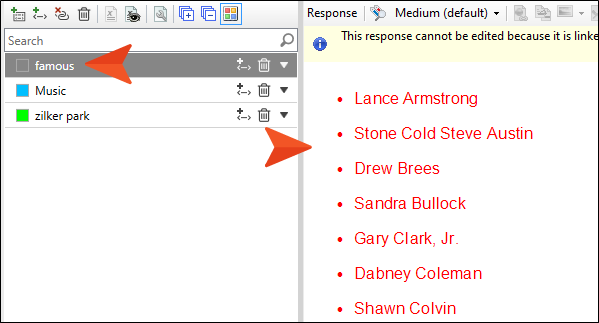 Response
Medium (default)
Search
This response cannot be edited because it is linke
famous
Music
zilker park
• Lance Armstrong
• Stone Cold Steve Austin
• Drew Brees
• Sandra Bullock
• Gary Clark, Jr.
• Dabney Coleman
• Shawn Colvin